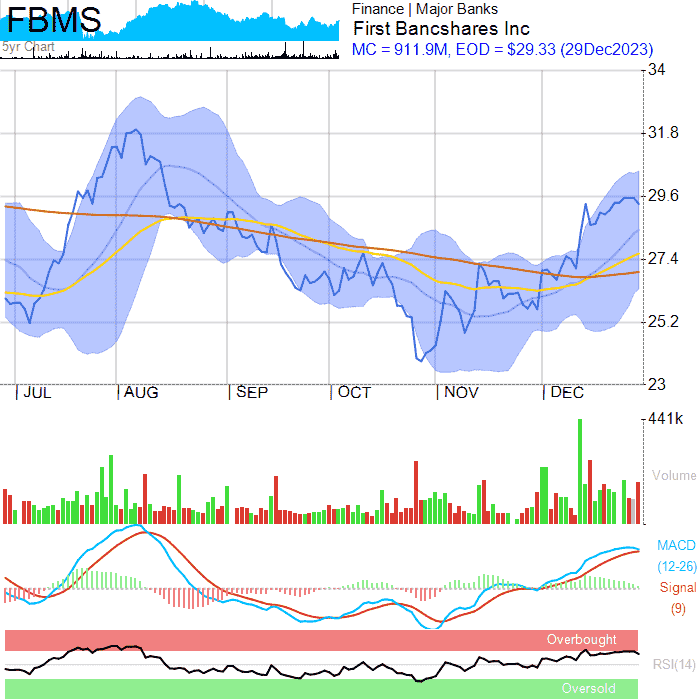 FBMS
5yr Chart
Finance | Major Banks
First Bancshares Inc
MC = 911.9M, EOD = $29.33 (29Dec2023)
34
31.8
29.6
27.4
25.2
23
JUL AUG SEP OCT NOV DEC
441k
Volume
MACD
(12-26)
Signal
(9)
Overbought
RSI(14)
Oversold